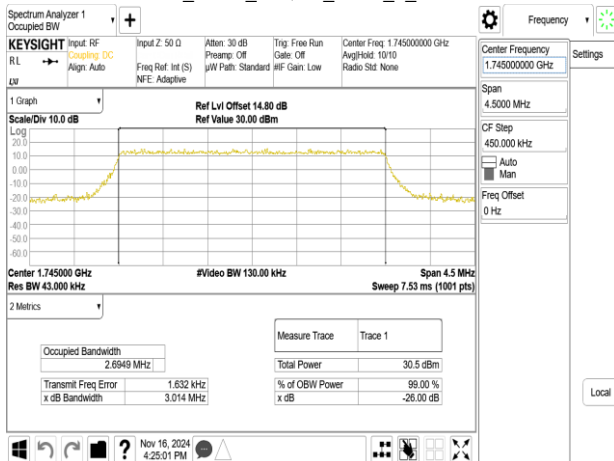 Spectrum Analyzer 1
Occupied BW
+
Frequency
KEYSIGHT
RL
LXI
Input: RF
Coupling: DC
Align: Auto
Input Z: 50 Ω
Freq Ref: Int (S)
NFE: Adaptive
Atten: 30 dB
Preamp: Off
µW Path: Standard
Trig: Free Run
Gate: Off
#IF Gain: Low
Center Freq: 1.745000000 GHz
Avg|Hold: 10/10
Radio Std: None
Center Frequency
1.745000000 GHz
Settings
Span
4.5000 MHz
CF Step
450.000 kHz
Auto
Man
Freq Offset
0 Hz
Local
1 Graph
Scale/Div 10.0 dB
Ref Lvl Offset 14.80 dB
Ref Value 30.00 dBm
Log
20.0
10.0
0.00
-10.0
-20.0
-30.0
-40.0
-50.0
-60.0
Center 1.745000 GHz
Res BW 43.000 kHz
#Video BW 130.00 kHz
Span 4.5 MHz
Sweep 7.53 ms (1001 pts)
2 Metrics
Measure Trace Trace 1
Occupied Bandwidth
2.6949 MHz
Total Power 30.5 dBm
Transmit Freq Error 1.632 kHz
% of OBW Power 99.00 %
x dB Bandwidth 3.014 MHz
x dB -26.00 dB
?
Nov 16, 2024
4:25:01 PM